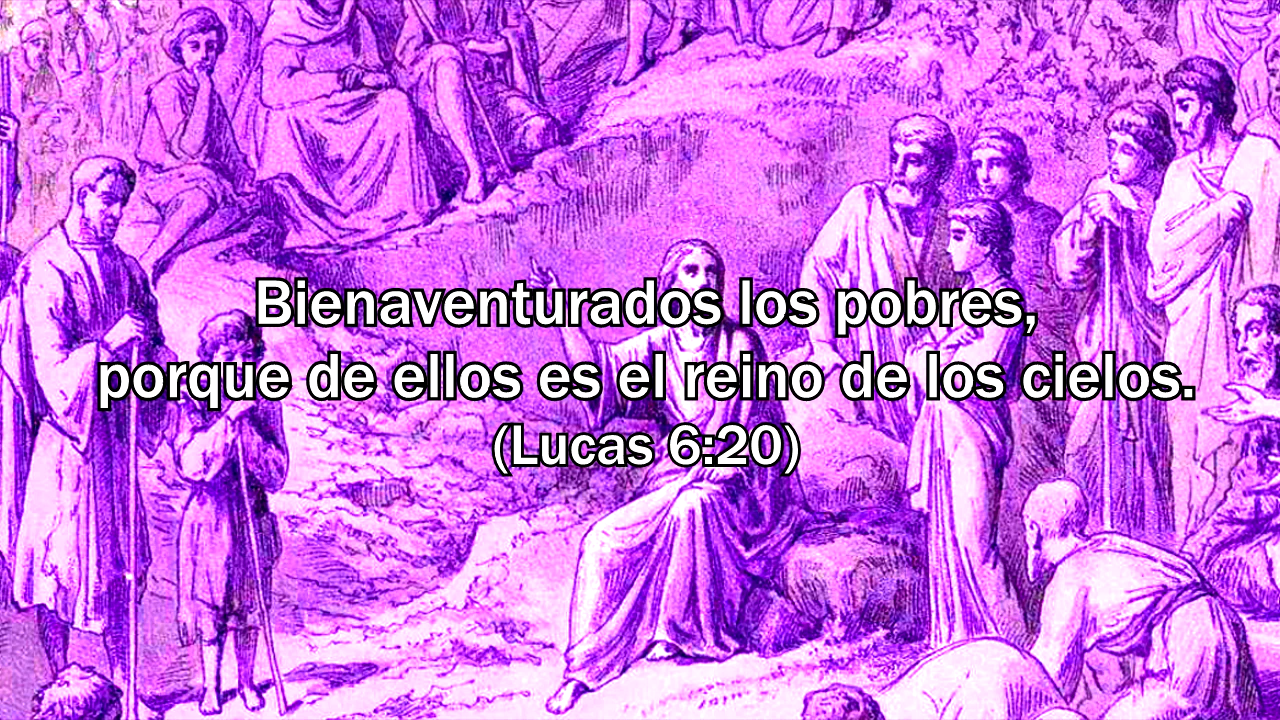 Bienaventurados los pobres,
porque de ellos es el reino de los cielos.
(Lucas 6:20)